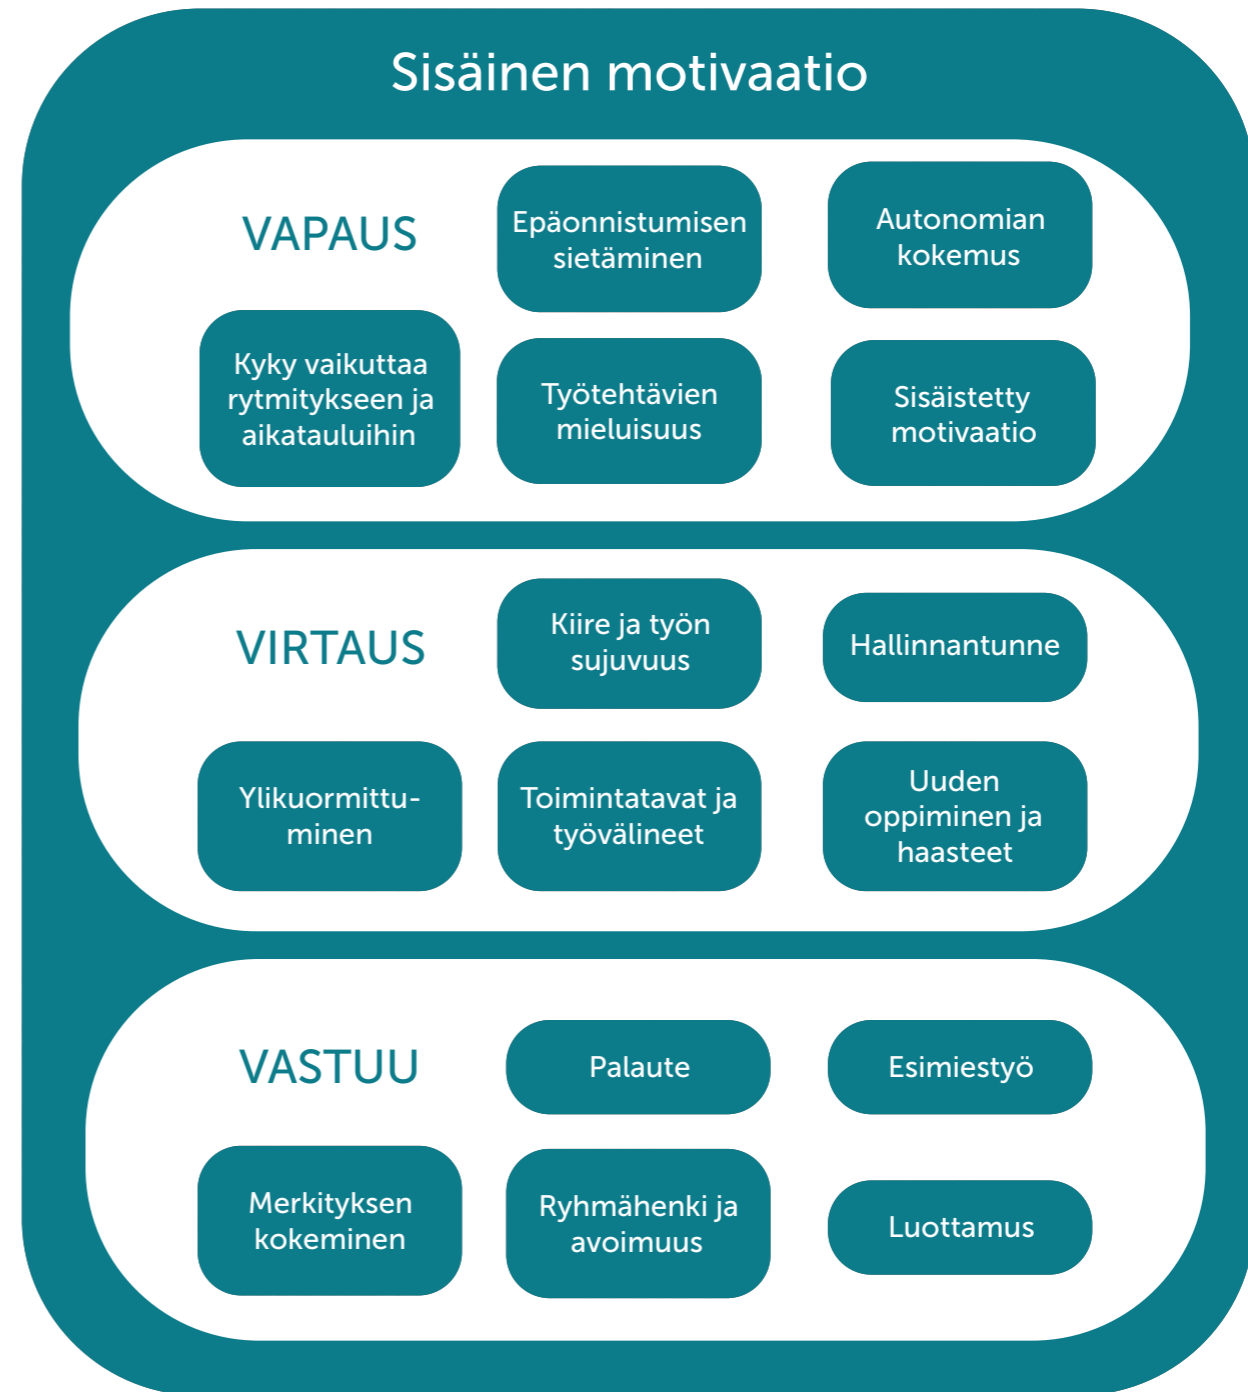 Sisäinen motivaatio
VAPAUS
Epäonnistumisen
sietäminen
Autonomian
kokemus
Kyky vaikuttaa
rytmitykseen ja
aikatauluihin
Työtehtävien
mieluisuus
Sisäistetty
motivaatio
VIRTAUS
Kiire ja työn
sujuvuus
Hallinnantunne
Ylikuormittu-
minen
Toimintatavat ja
työvälineet
Uuden
oppiminen ja
haasteet
VASTUU
Palaute
Esimiestyö
Merkityksen
kokeminen
Ryhmähenki ja
avoimuus
Luottamus